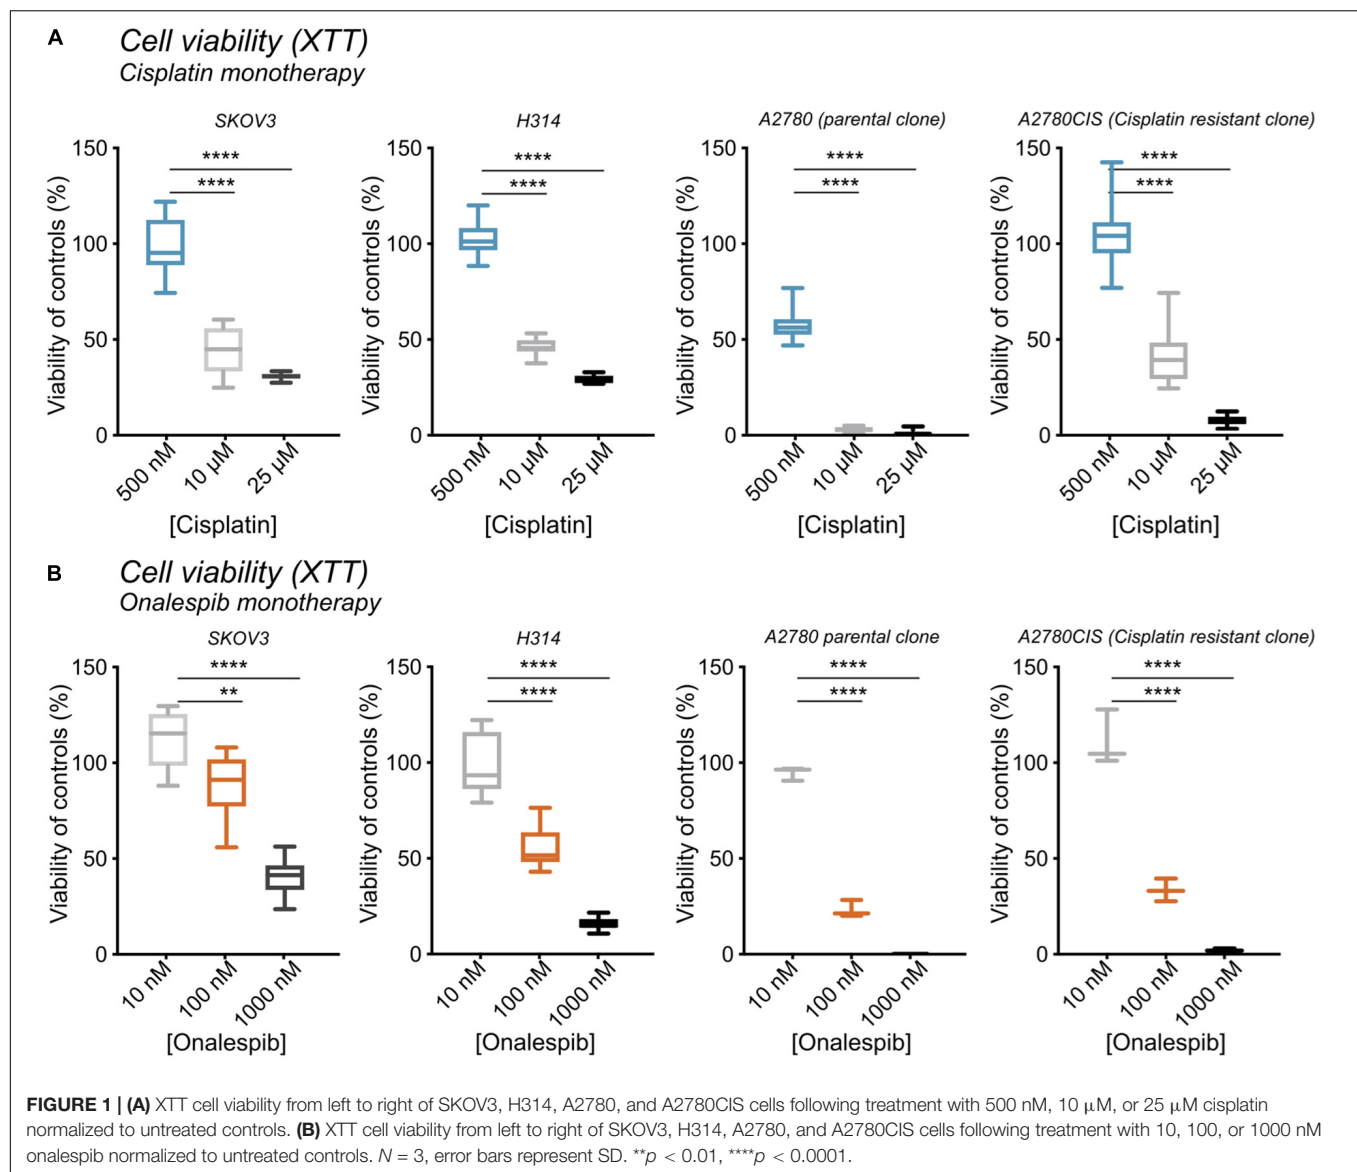 A
Cell viability (XTT)
Cisplatin monotherapy
SKOV3
H314
A2780 (parental clone)
A2780CIS (Cisplatin resistant clone)
Viability of controls (%)
150
100
50
0
****
****
500 nM
10 µM
25 µM
[Cisplatin]
Viability of controls (%)
150
100
50
0
****
****
500 nM
10 µM
25 µM
[Cisplatin]
Viability of controls (%)
150
100
50
0
****
****
500 nM
10 µM
25 µM
[Cisplatin]
Viability of controls (%)
150
100
50
0
****
****
500 nM
10 µM
25 µM
[Cisplatin]
B
Cell viability (XTT)
Onalespib monotherapy
SKOV3
H314
A2780 parental clone
A2780CIS (Cisplatin resistant clone)
Viability of controls (%)
150
100
50
0
****
**
10 nM
100 nM
1000 nM
[Onalespib]
Viability of controls (%)
150
100
50
0
****
****
10 nM
100 nM
1000 nM
[Onalespib]
Viability of controls (%)
150
100
50
0
****
****
10 nM
100 nM
1000 nM
[Onalespib]
Viability of controls (%)
150
100
50
0
****
****
10 nM
100 nM
1000 nM
[Onalespib]
FIGURE 1 | (A) XTT cell viability from left to right of SKOV3, H314, A2780, and A2780CIS cells following treatment with 500 nM, 10 μM, or 25 μM cisplatin
normalized to untreated controls. (B) XTT cell viability from left to right of SKOV3, H314, A2780, and A2780CIS cells following treatment with 10, 100, or 1000 nM
onalespib normalized to untreated controls. N = 3, error bars represent SD. **p < 0.01, ****p < 0.0001.